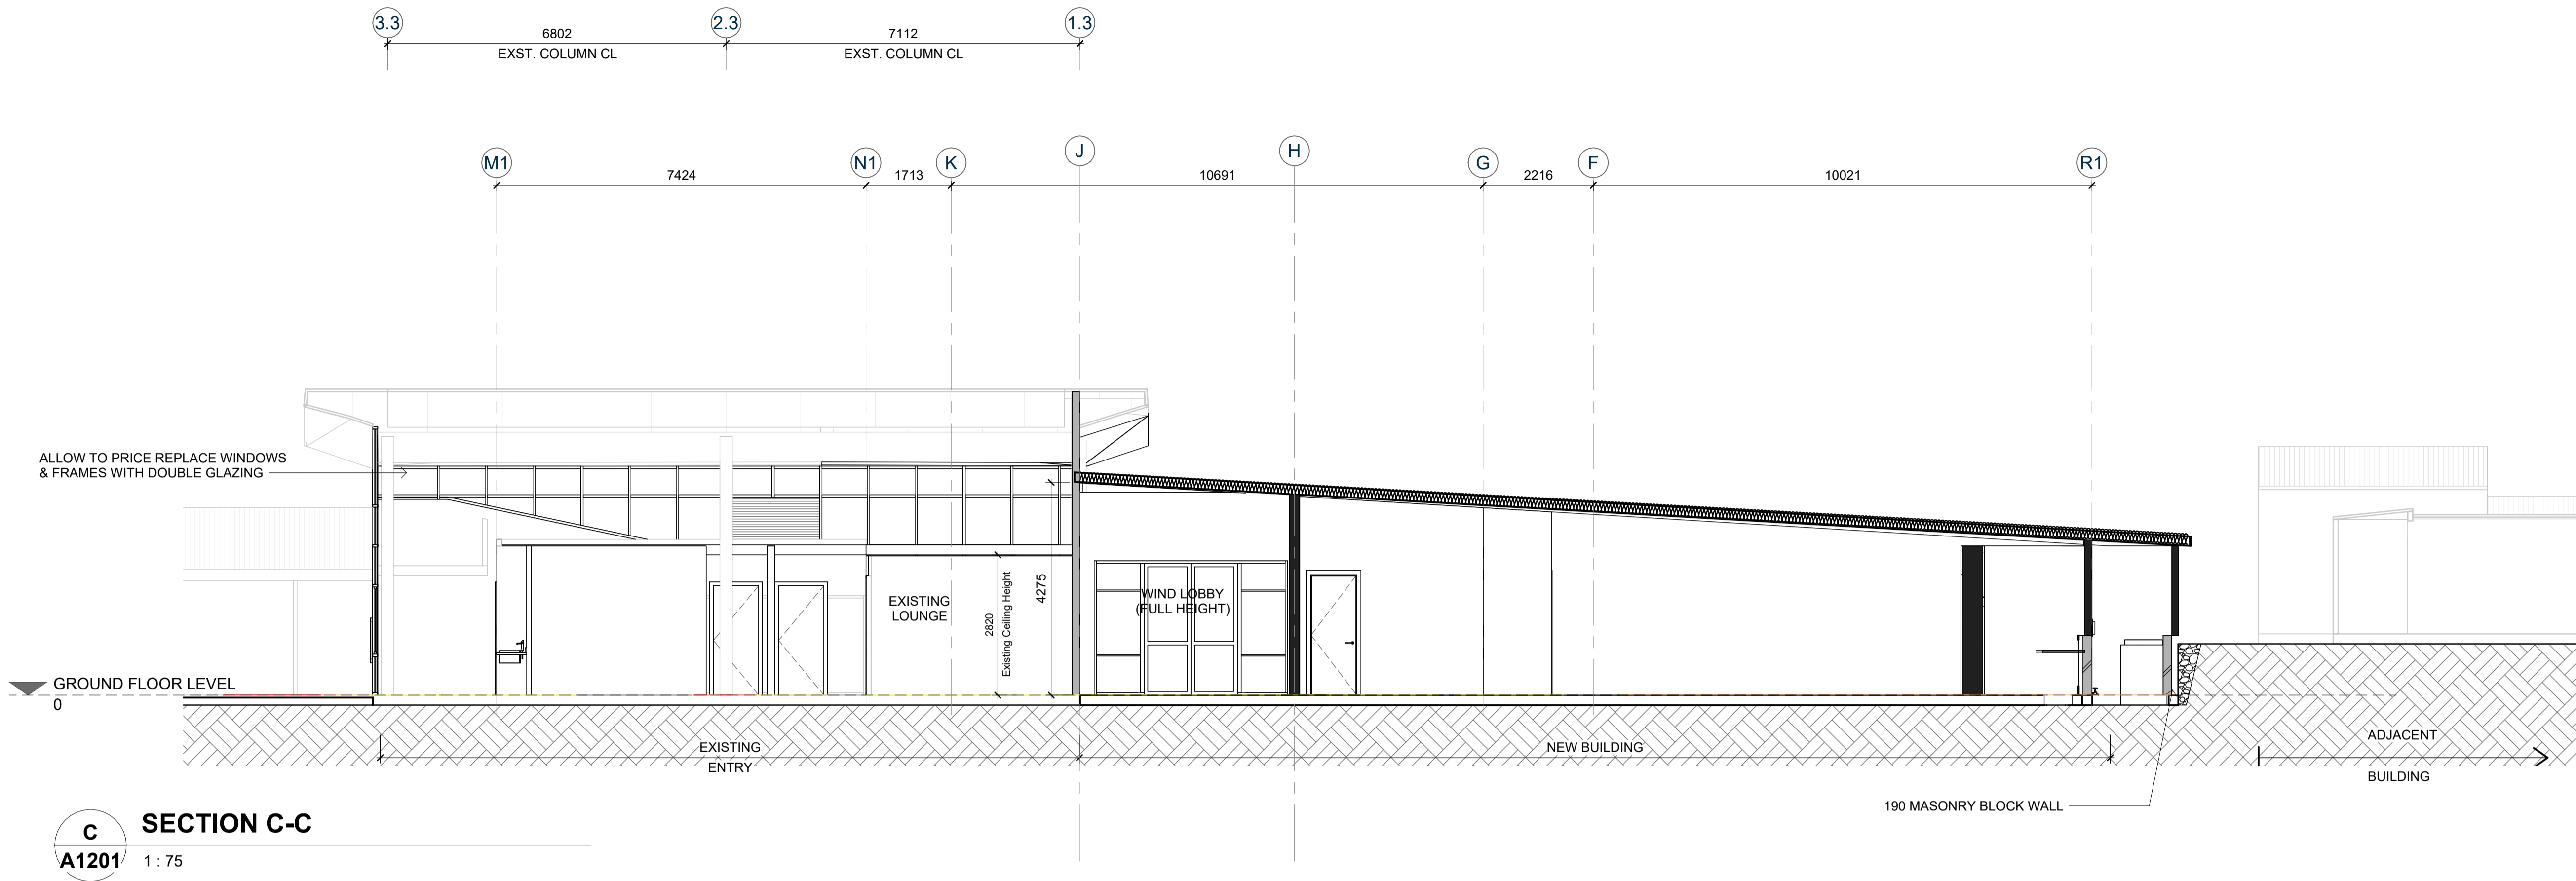 3.3
2.3
1.3
6802
7112
EXST. COLUMN CL
EXST. COLUMN CL
M1
N1
K
J
H
G
F
R1
7424
1713
10691
2216
10021
ALLOW TO PRICE REPLACE WINDOWS
& FRAMES WITH DOUBLE GLAZING
EXISTING
LOUNGE
2820
Existing Ceiling Height
4275
WIND LOBBY
(FULL HEIGHT)
GROUND FLOOR LEVEL
0
EXISTING
ENTRY
NEW BUILDING
ADJACENT
BUILDING
190 MASONRY BLOCK WALL
C
A1201
SECTION C-C
1 : 75